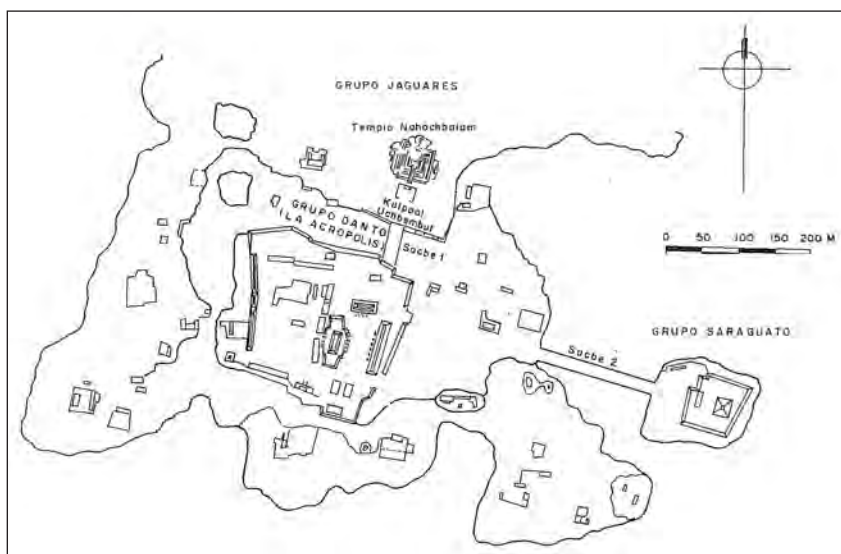 GRUPO JAGUARES
Templo Nahochbalam
Kulpool
Uchbenbul
GRUPO DANTO
(LA ACROPOLIS)
Sacbe 1
0 50 100 150 200 M
GRUPO SARAGUATO
Sacbe 2